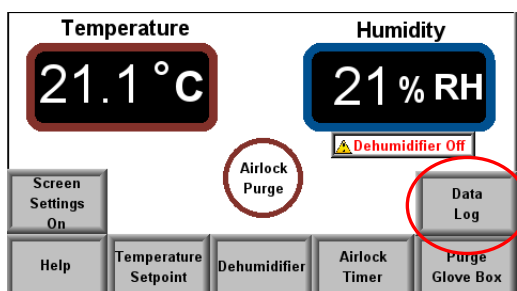 Temperature
Humidity
21.1 °c
21 % RH
Dehumidifier Off
Airlock
Purge
Screen
Settings
On
Data
Log
Help
Temperature
Setpoint
Dehumidifier
Airlock
Timer
Purge
Glove Box